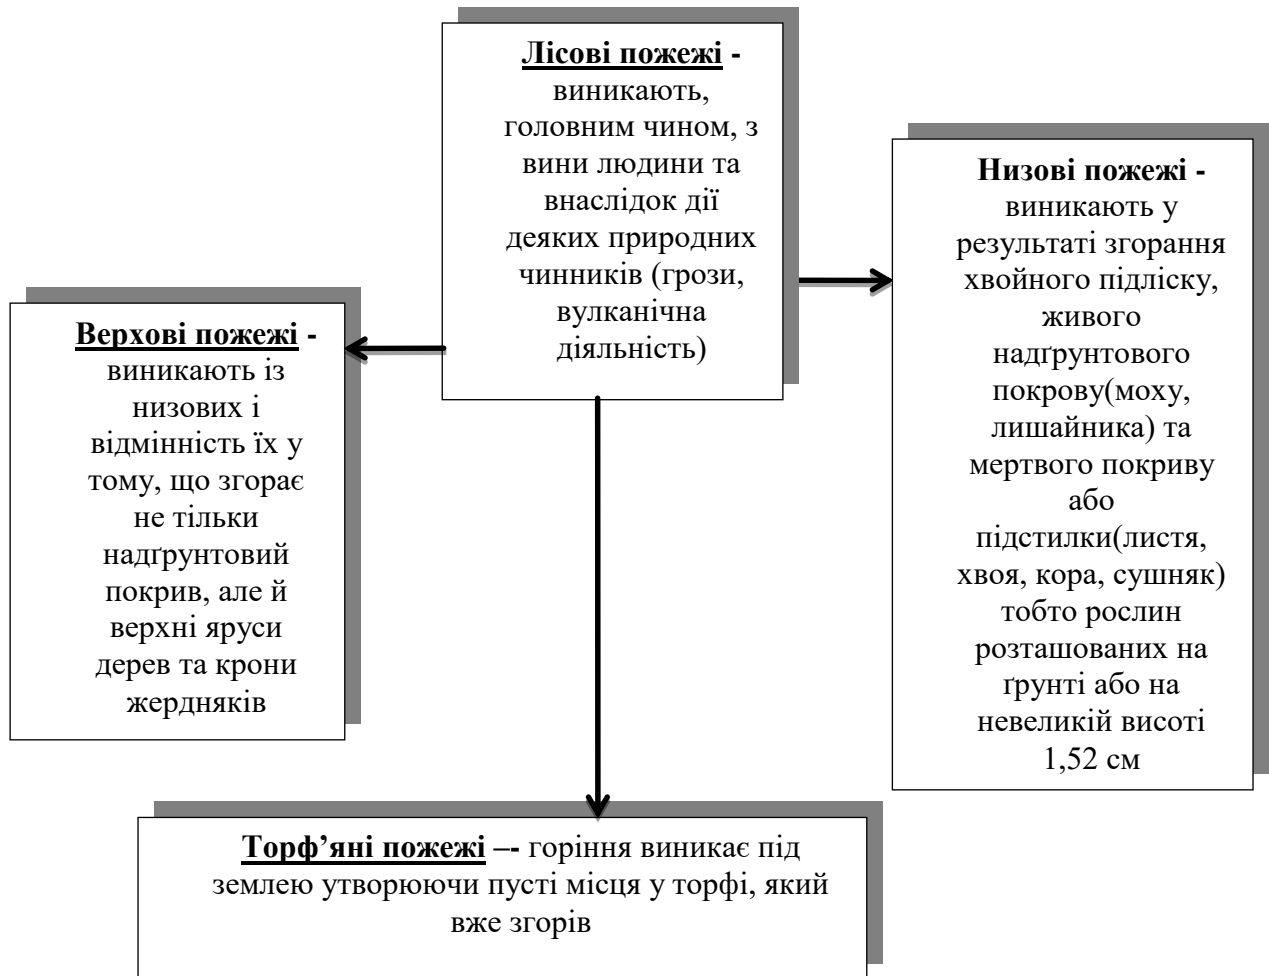 Лісові пожежі -
виникають,
головним чином, з
вини людини та
внаслідок дії
деяких природних
чинників (грози,
вулканічна
діяльність)
Верхові пожежі -
виникають із
низових і
відмінність їх у
тому, що згорає
не тільки
надґрунтовий
покрив, але й
верхні яруси
дерев та крони
жердняків
Низові пожежі -
виникають у
результаті згорання
хвойного підліску,
живого
надґрунтового
покрову(моху,
лишайника) та
мертвого покриву
або
підстилки(листя,
хвоя, кора, сушняк)
тобто рослин
розташованих на
ґрунті або на
невеликій висоті
1,52 см
Торф’яні пожежі –- горіння виникає під
землею утворюючи пусті місця у торфі, який
вже згорів